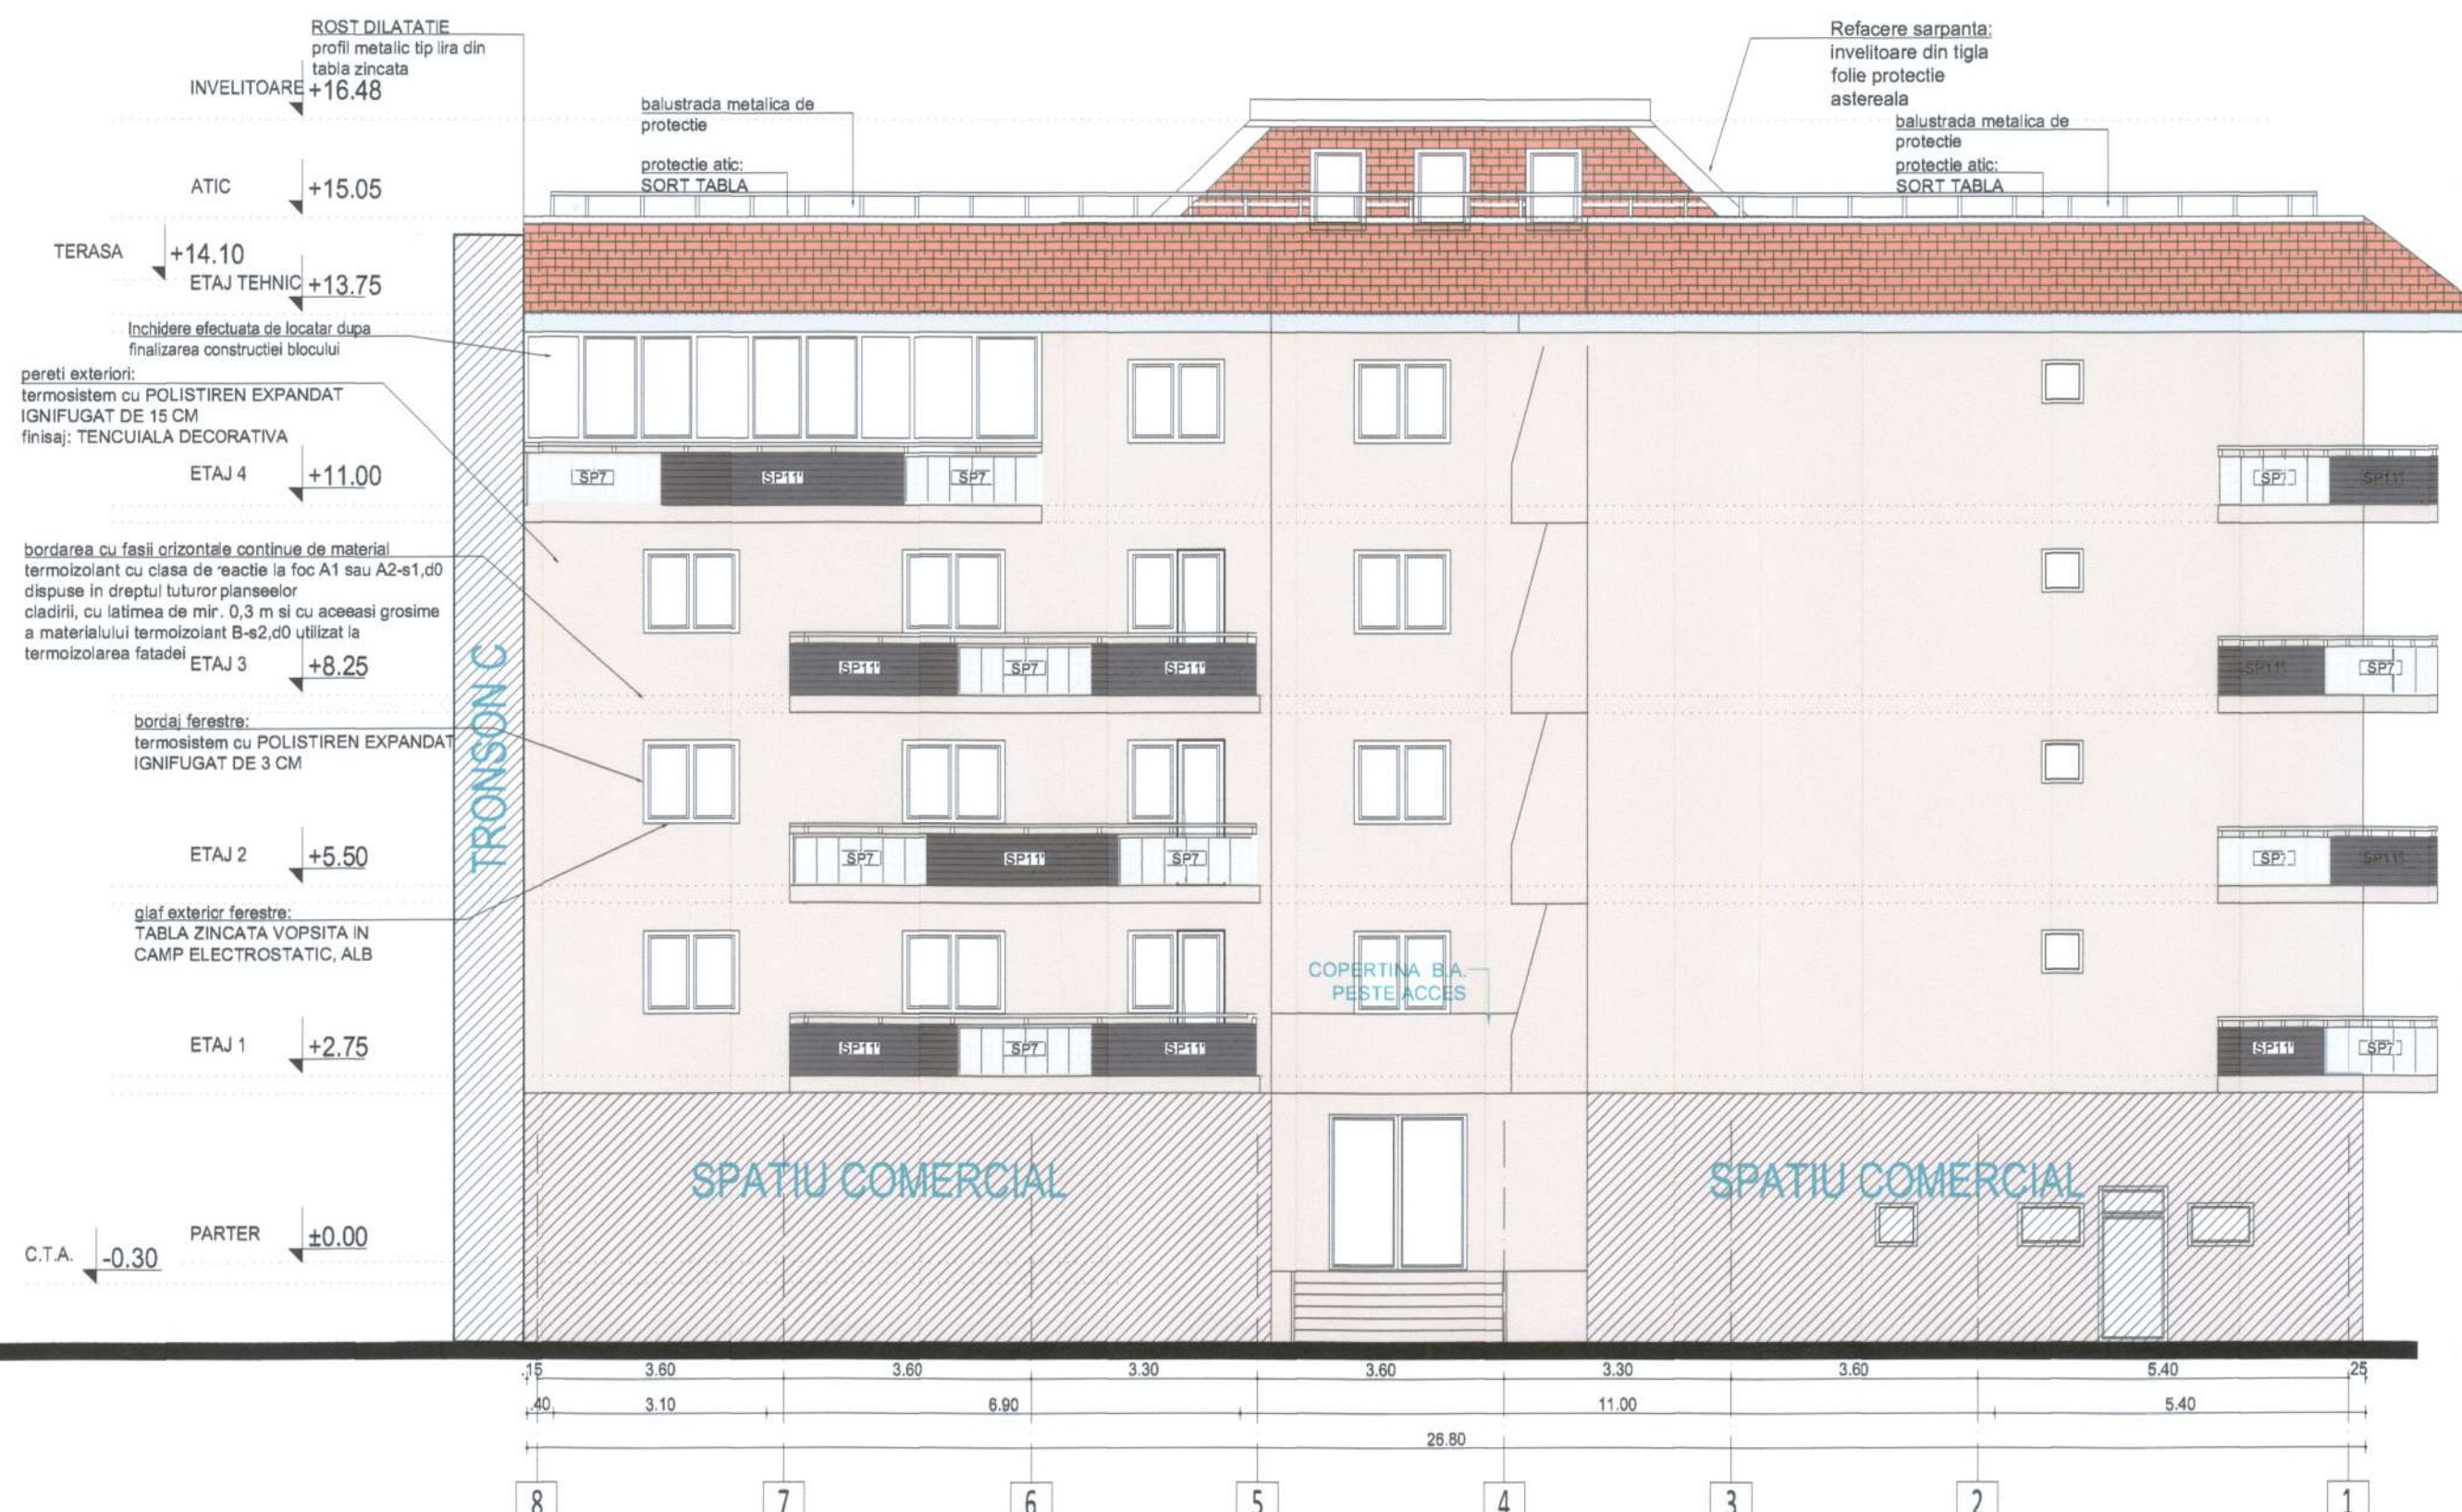 ROST DILATATIE
profil metalic tip lira din
tabla zincata
INVELITOARE +16.48
balustrada metalica de
protectie
protectie atic:
SORT TABLA
Refacere sarpanta:
invelitoare din tigla
folie protectie
astereala
balustrada metalica de
protectie
protectie atic:
SORT TABLA
ATIC +15.05
TERASA +14.10
ETAJ TEHNIC +13.75
Inchidere efectuata de locatar dupa
finalizarea constructiei blocului
pereti exteriori:
termosistem cu POLISTIREN EXPANDAT
IGNIFUGAT DE 15 CM
finisaj: TENCUIALA DECORATIVA
ETAJ 4 +11.00
SP7 SP11' SP7 SP7 SP11'
bordarea cu fasii orizontale continue de material
termoizolant cu clasa de reactie la foc A1 sau A2-s1,d0
dispuse in dreptul tuturor planseelor
cladirii, cu latimea de mir. 0,3 m si cu aceeasi grosime
a materialului termoizolant B-s2,d0 utilizat la
termoizolarea fatadei
ETAJ 3 +8.25
SP11' SP7 SP11' SP11' SP7
TRONSON C
bordaj ferestre:
termosistem cu POLISTIREN EXPANDAT
IGNIFUGAT DE 3 CM
ETAJ 2 +5.50
SP7 SP11' SP7 SP7 SP11'
glaf exterior ferestre:
TABLA ZINCATA VOPSITA IN
CAMP ELECTROSTATIC, ALB
COPERTINA B.A.
PESTE ACCES
ETAJ 1 +2.75
SP11' SP7 SP11' SP11' SP7
SPATIU COMERCIAL SPATIU COMERCIAL
PARTER ±0.00
C.T.A. -0.30
.15 3.60 3.60 3.30 3.60 3.30 3.60 5.40 .25
.40 3.10 6.90 11.00 5.40
26.80
8 7 6 5 4 3 2 1